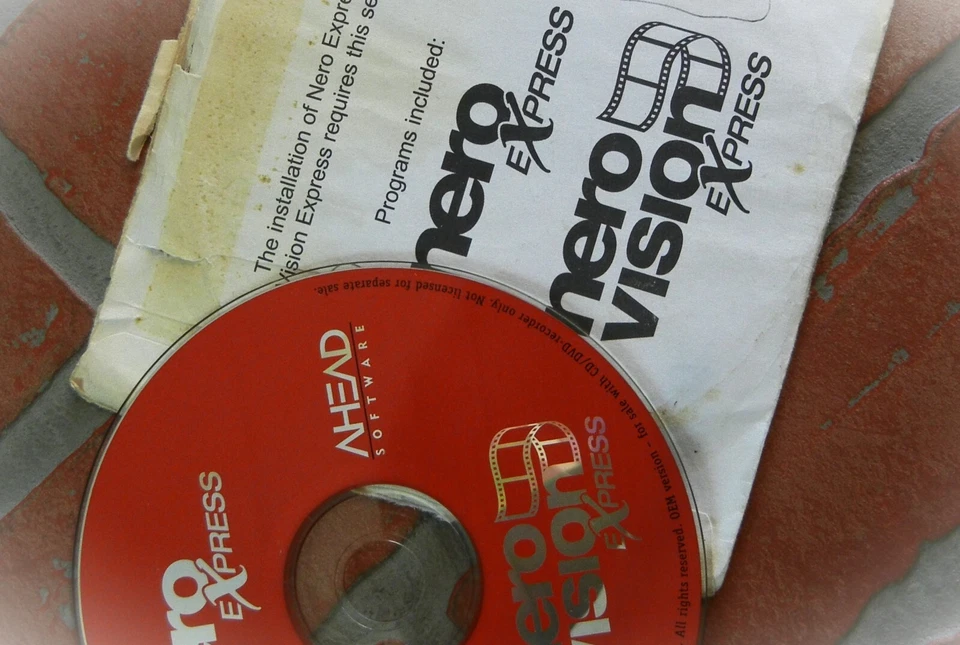 The installation of Nero Expre
Vision Express requires this se
Programs included:
nero
EXPRESS
nero
vision
EXPRESS
AHEAD
SOFTWARE
nero
EXPRESS
nero
vision
EXPRESS
All rights reserved. OEM version - for sale with CD/DVD-recorder only. Not licensed for separate sale.